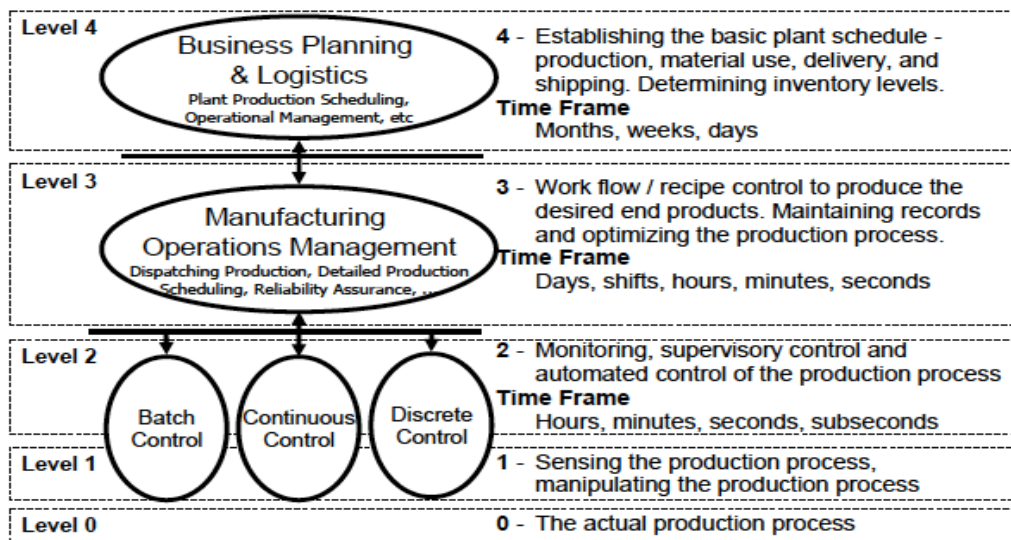 Level 4
Business Planning
& Logistics
Plant Production Scheduling,
Operational Management, etc
4 - Establishing the basic plant schedule -
production, material use, delivery, and
shipping. Determining inventory levels.
Time Frame
Months, weeks, days
Level 3
Manufacturing
Operations Management
Dispatching Production, Detailed Production
Scheduling, Reliability Assurance, ...
3 - Work flow / recipe control to produce the
desired end products. Maintaining records
and optimizing the production process.
Time Frame
Days, shifts, hours, minutes, seconds
Level 2
Batch
Control
Continuous
Control
Discrete
Control
2 - Monitoring, supervisory control and
automated control of the production process
Time Frame
Hours, minutes, seconds, subseconds
Level 1
1 - Sensing the production process,
manipulating the production process
Level 0
0 - The actual production process